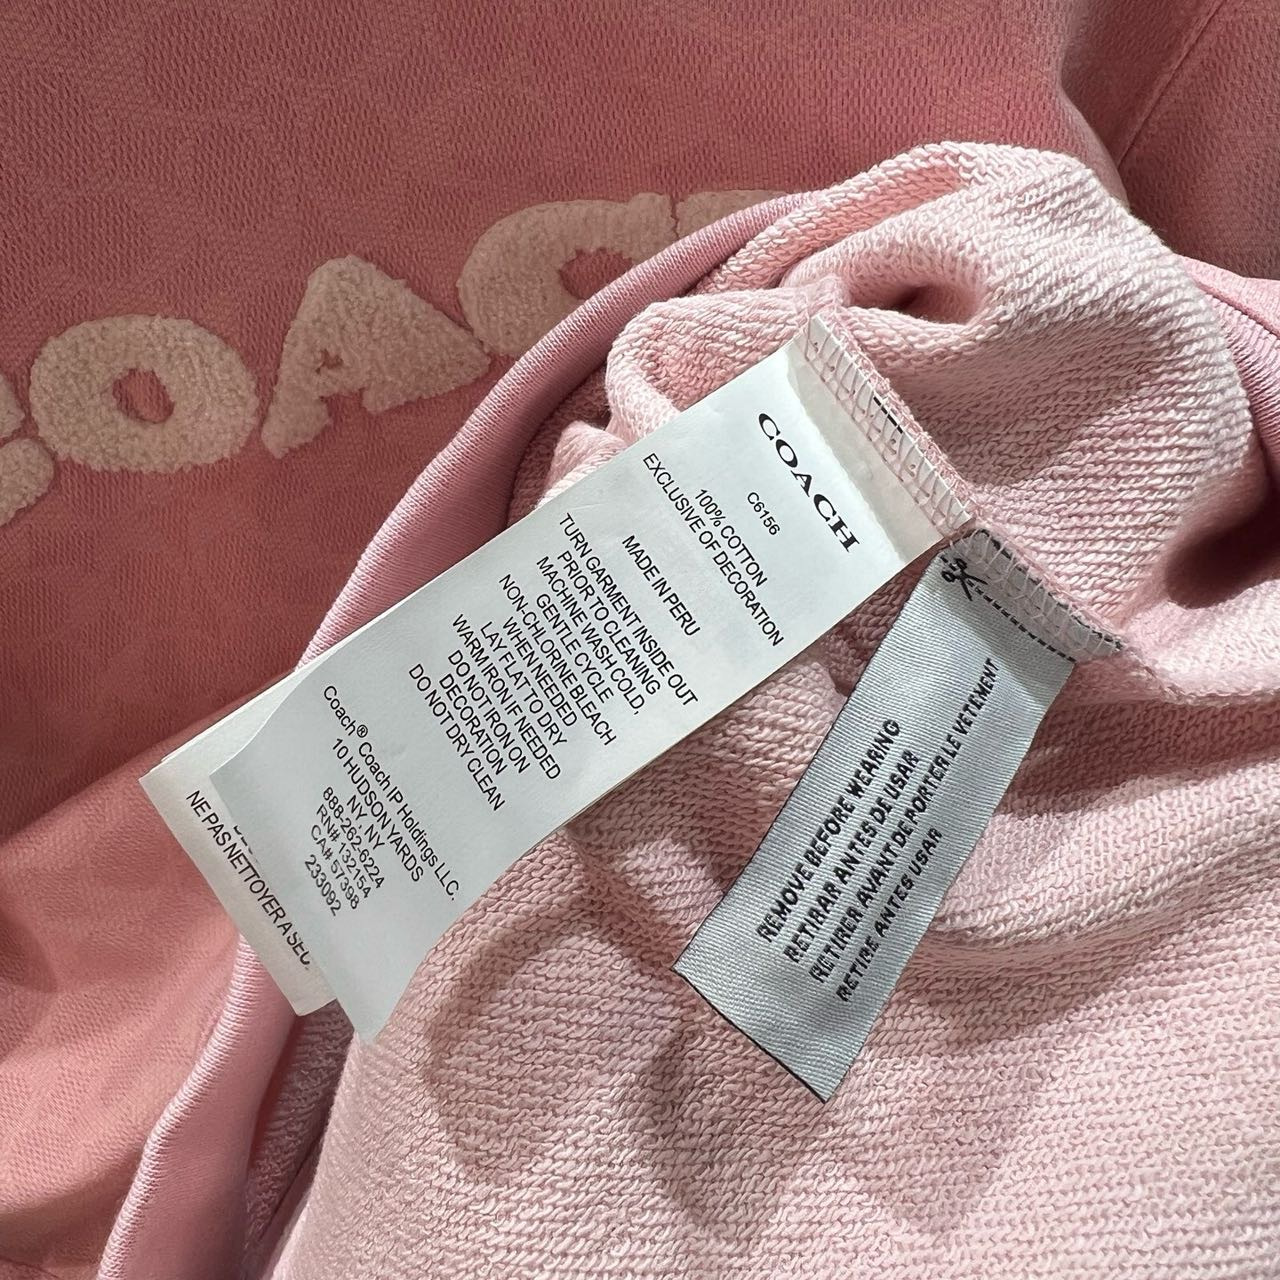 COACH
COACH
C6156
100% COTTON
EXCLUSIVE OF DECORATION
MADE IN PERU
TURN GARMENT INSIDE OUT
PRIOR TO CLEANING
MACHINE WASH COLD,
GENTLE CYCLE
NON-CHLORINE BLEACH
WHEN NEEDED
LAY FLAT TO DRY
WARM IRON IF NEEDED
DO NOT IRON ON
DECORATION
DO NOT DRY CLEAN
Coach® Coach IP Holdings LLC.
10 HUDSON YARDS
NY, NY
888-262-6224
RN# 132154
CA# 57398
233092
NE PAS NETTOYER A SEC
REMOVE BEFORE WEARING
RETIRAR ANTES DE USAR
RETIRER AVANT DE PORTER LE VETEMENT
RETIRE ANTES USAR